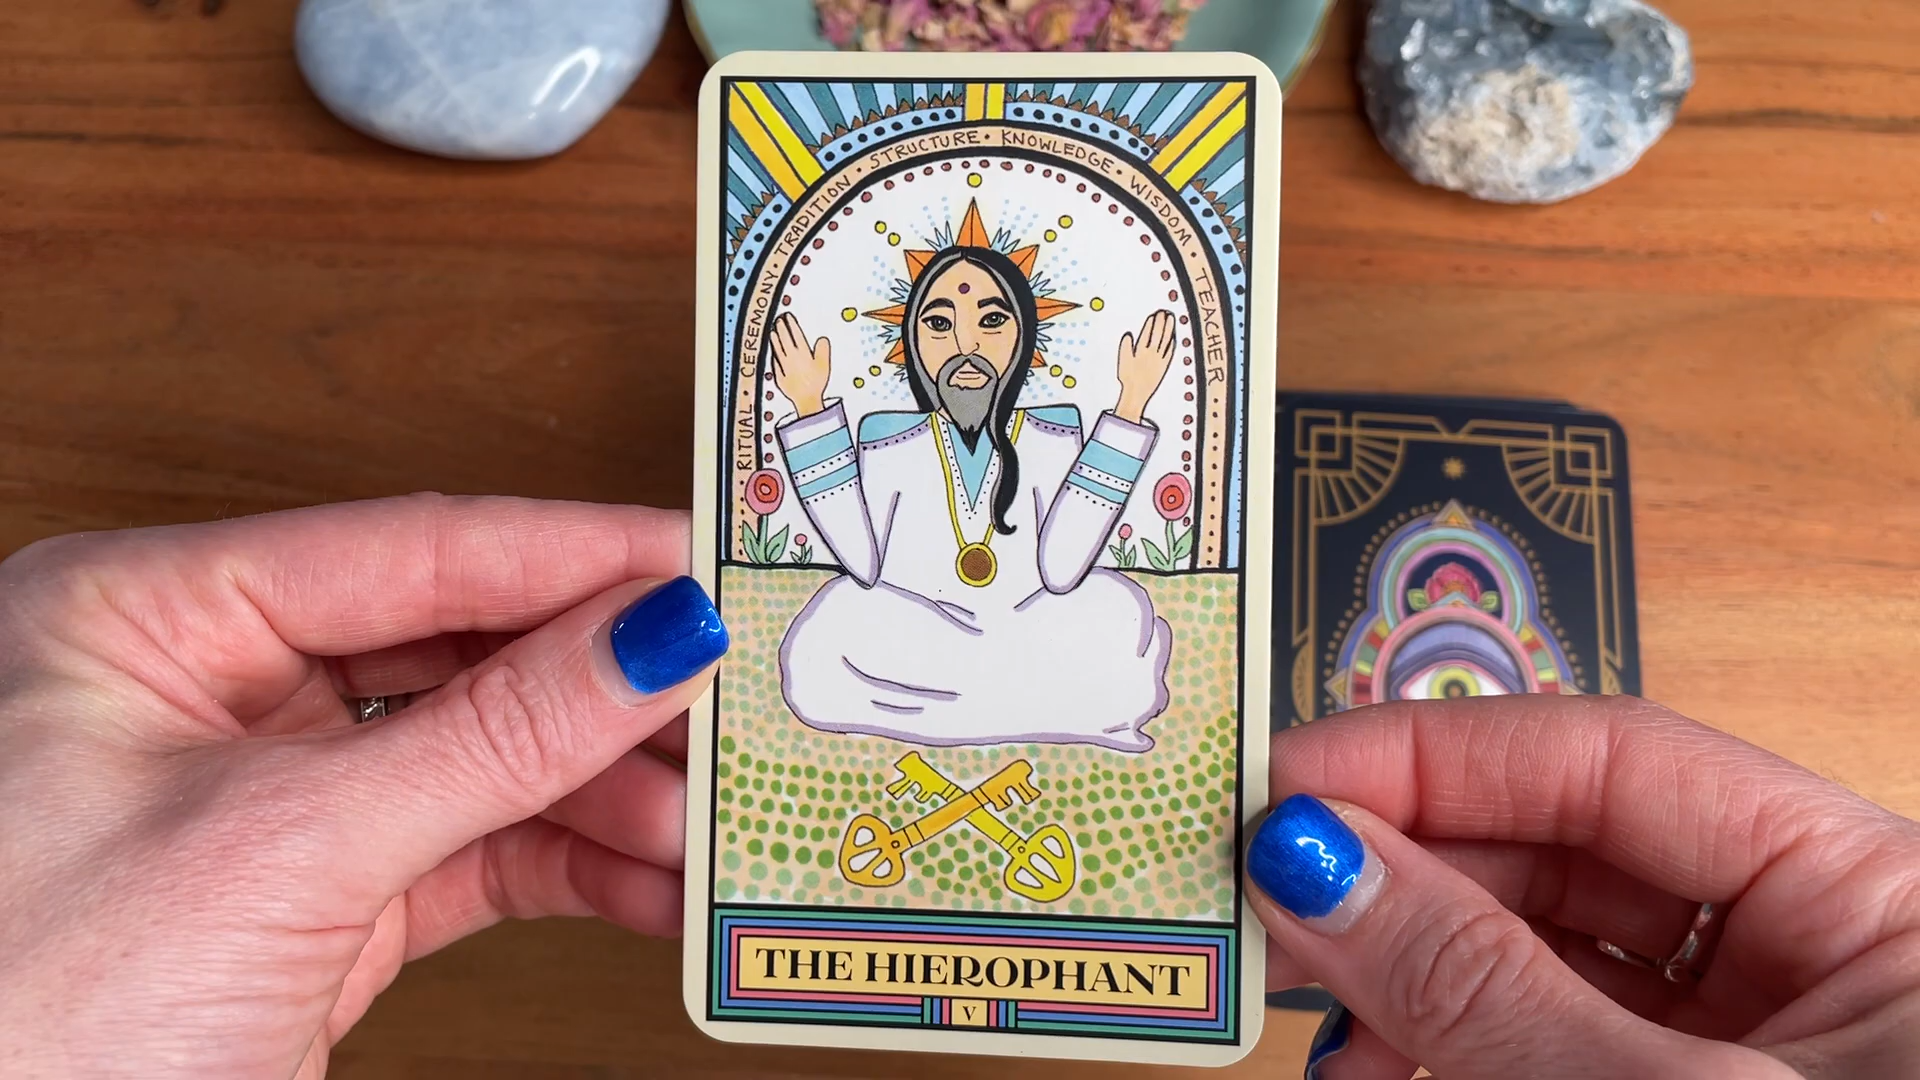 RITUAL • CEREMONY • TRADITION • STRUCTURE • KNOWLEDGE • WISDOM • TEACHER
THE HIEROPHANT
V